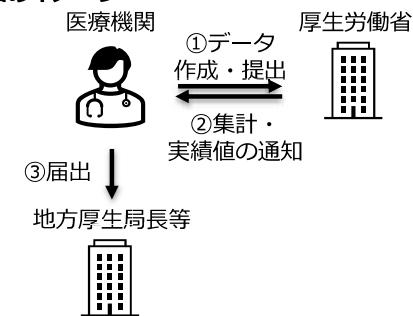 医療機関
厚生労働省
①データ
作成・提出
②集計・
実績値の通知
③届出
地方厚生局長等